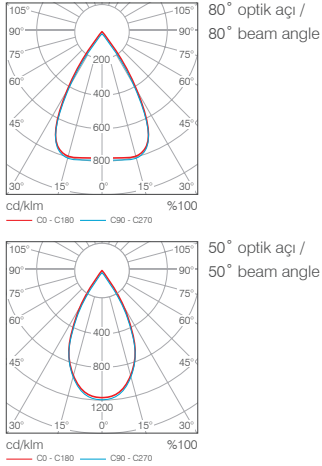 105° 105°
90° 90°
75° 75°
60° 60°
45° 45°
30° 15° 0° 15° 30°
200
400
600
800
cd/klm %100
C0 - C180 C90 - C270
80° optik açı /
80° beam angle
105° 105°
90° 90°
75° 75°
60° 60°
45° 45°
30° 15° 0° 15° 30°
400
800
1200
cd/klm %100
C0 - C180 C90 - C270
50° optik açı /
50° beam angle